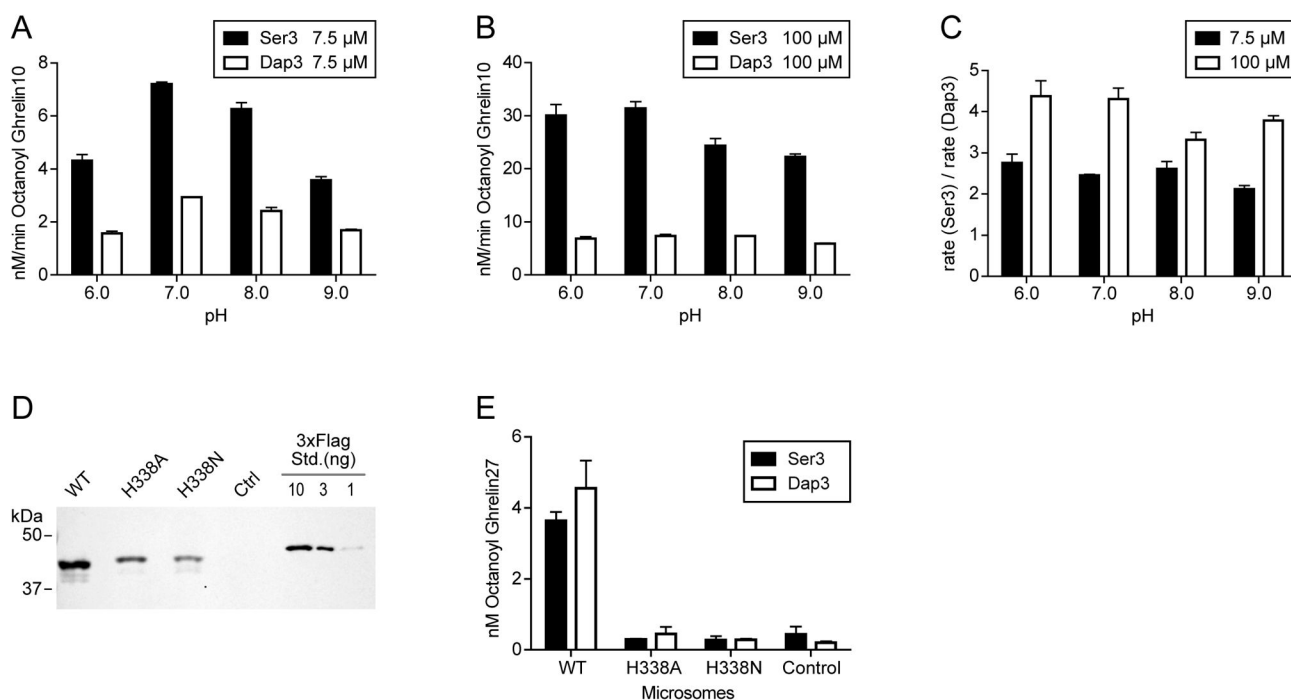 A
Ser3 7.5 µM
Dap3 7.5 µM
nM/min Octanoyl Ghrelin10
8
6
4
2
0
6.0 7.0 8.0 9.0
pH
B
Ser3 100 µM
Dap3 100 µM
nM/min Octanoyl Ghrelin10
40
30
20
10
0
6.0 7.0 8.0 9.0
pH
C
7.5 µM
100 µM
rate (Ser3) / rate (Dap3)
5
4
3
2
1
0
6.0 7.0 8.0 9.0
pH
D
WT H338A H338N Ctrl
3xFlag
Std.(ng)
10 3 1
kDa
50
37
E
Ser3
Dap3
nM Octanoyl Ghrelin27
6
4
2
0
WT H338A H338N Control
Microsomes